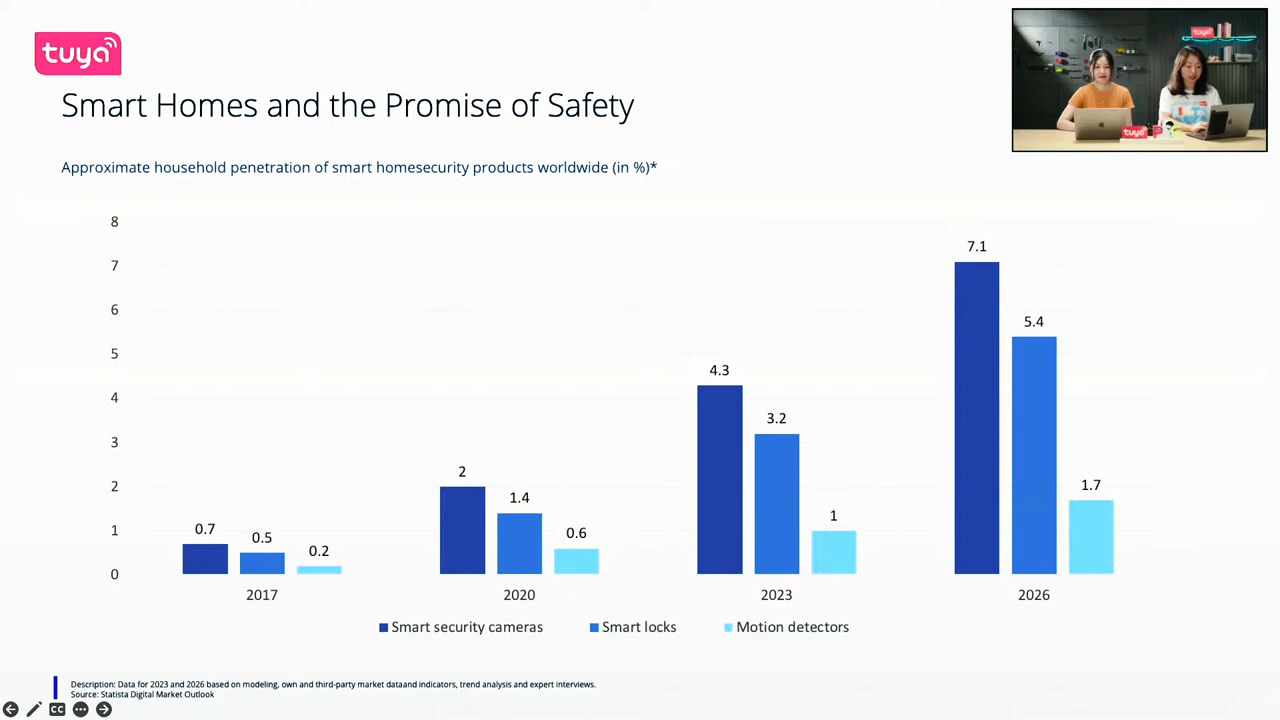 tuya
Smart Homes and the Promise of Safety
Approximate household penetration of smart homesecurity products worldwide (in %)*
8
7
6
5
4
3
2
1
0
0.7
0.5
0.2
2
1.4
0.6
4.3
3.2
1
7.1
5.4
1.7
2017
2020
2023
2026
Smart security cameras
Smart locks
Motion detectors
Description: Data for 2023 and 2026 based on modeling, own and third-party market dataand indicators, trend analysis and expert interviews.
Source: Statista Digital Market Outlook
CC
tuya
tuya